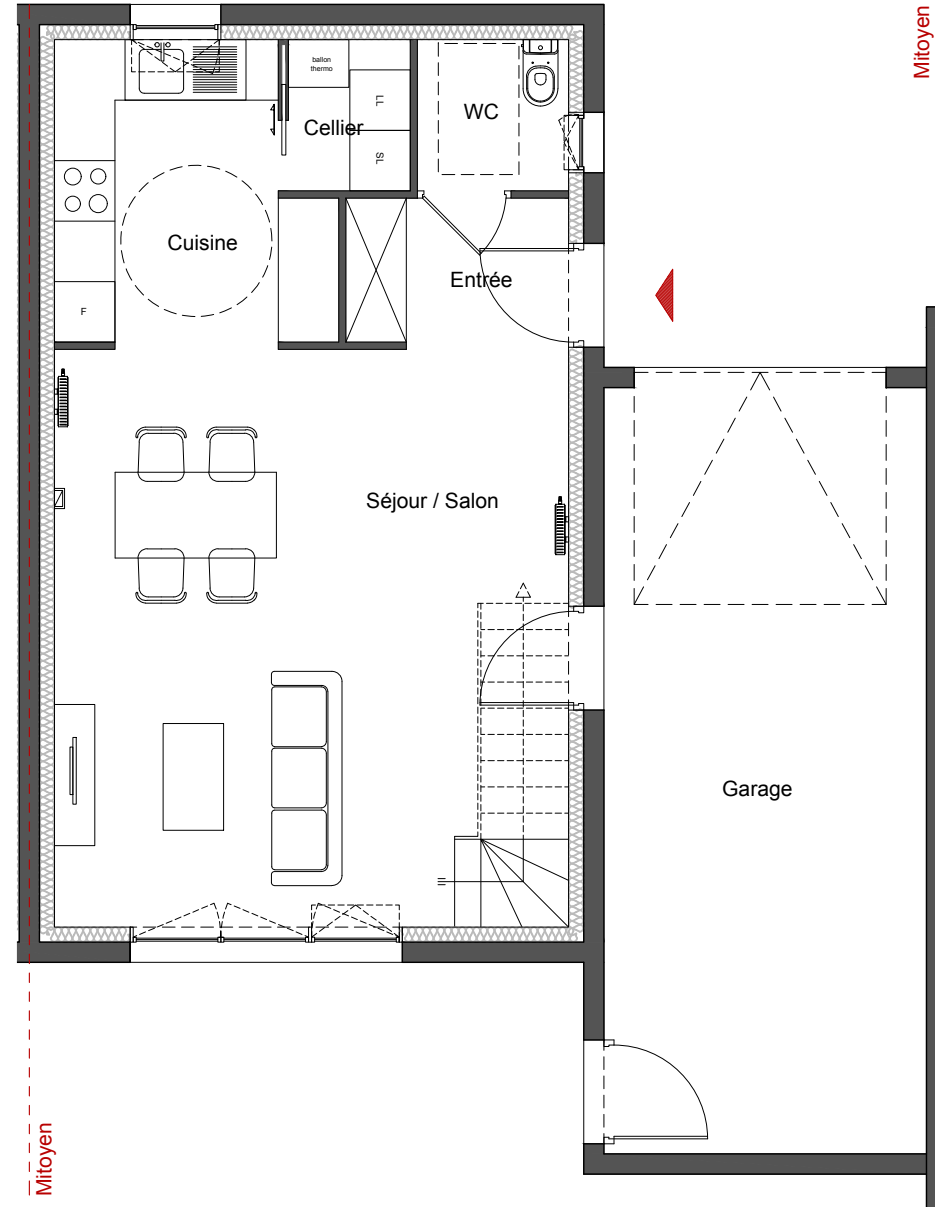 Mitoyen
ballon
thermo
LL
WC
Cellier
SL
Cuisine
Entrée
F
Séjour / Salon
Garage
Mitoyen